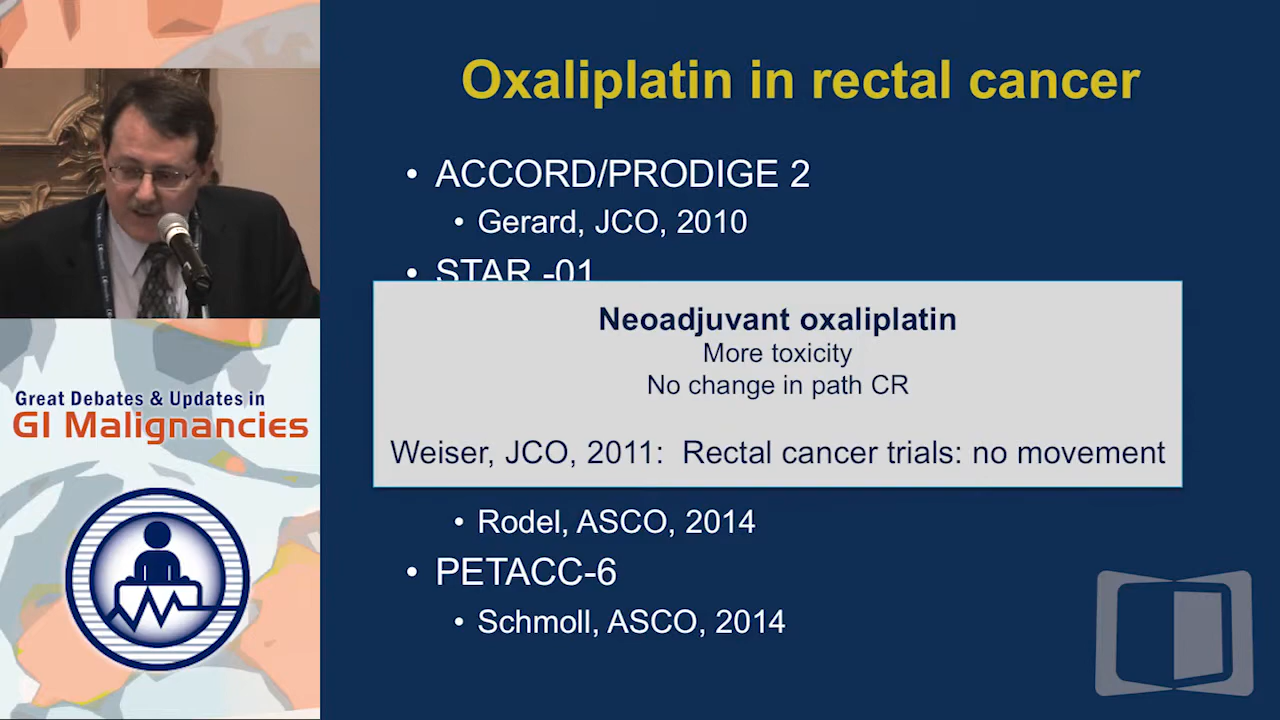 Oxaliplatin in rectal cancer
• ACCORD/PRODIGE 2
• Gerard, JCO, 2010
• STAR -01
Neoadjuvant oxaliplatin
More toxicity
No change in path CR
Weiser, JCO, 2011: Rectal cancer trials: no movement
• Rodel, ASCO, 2014
• PETACC-6
• Schmoll, ASCO, 2014
Great Debates & Updates in
GI Malignancies